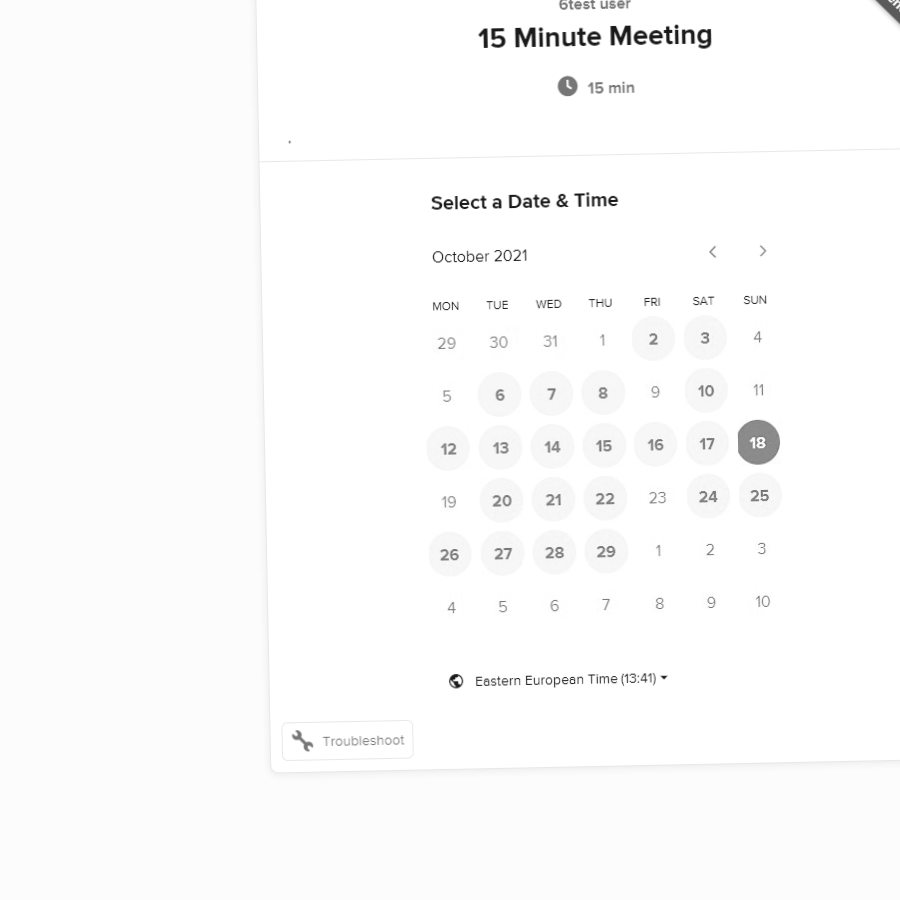 6test user
15 Minute Meeting
15 min
.
Select a Date & Time
October 2021
MON TUE WED THU FRI SAT SUN
29 30 31 1 2 3 4
5 6 7 8 9 10 11
12 13 14 15 16 17 18
19 20 21 22 23 24 25
26 27 28 29 1 2 3
4 5 6 7 8 9 10
Eastern European Time (13:41)
Troubleshoot